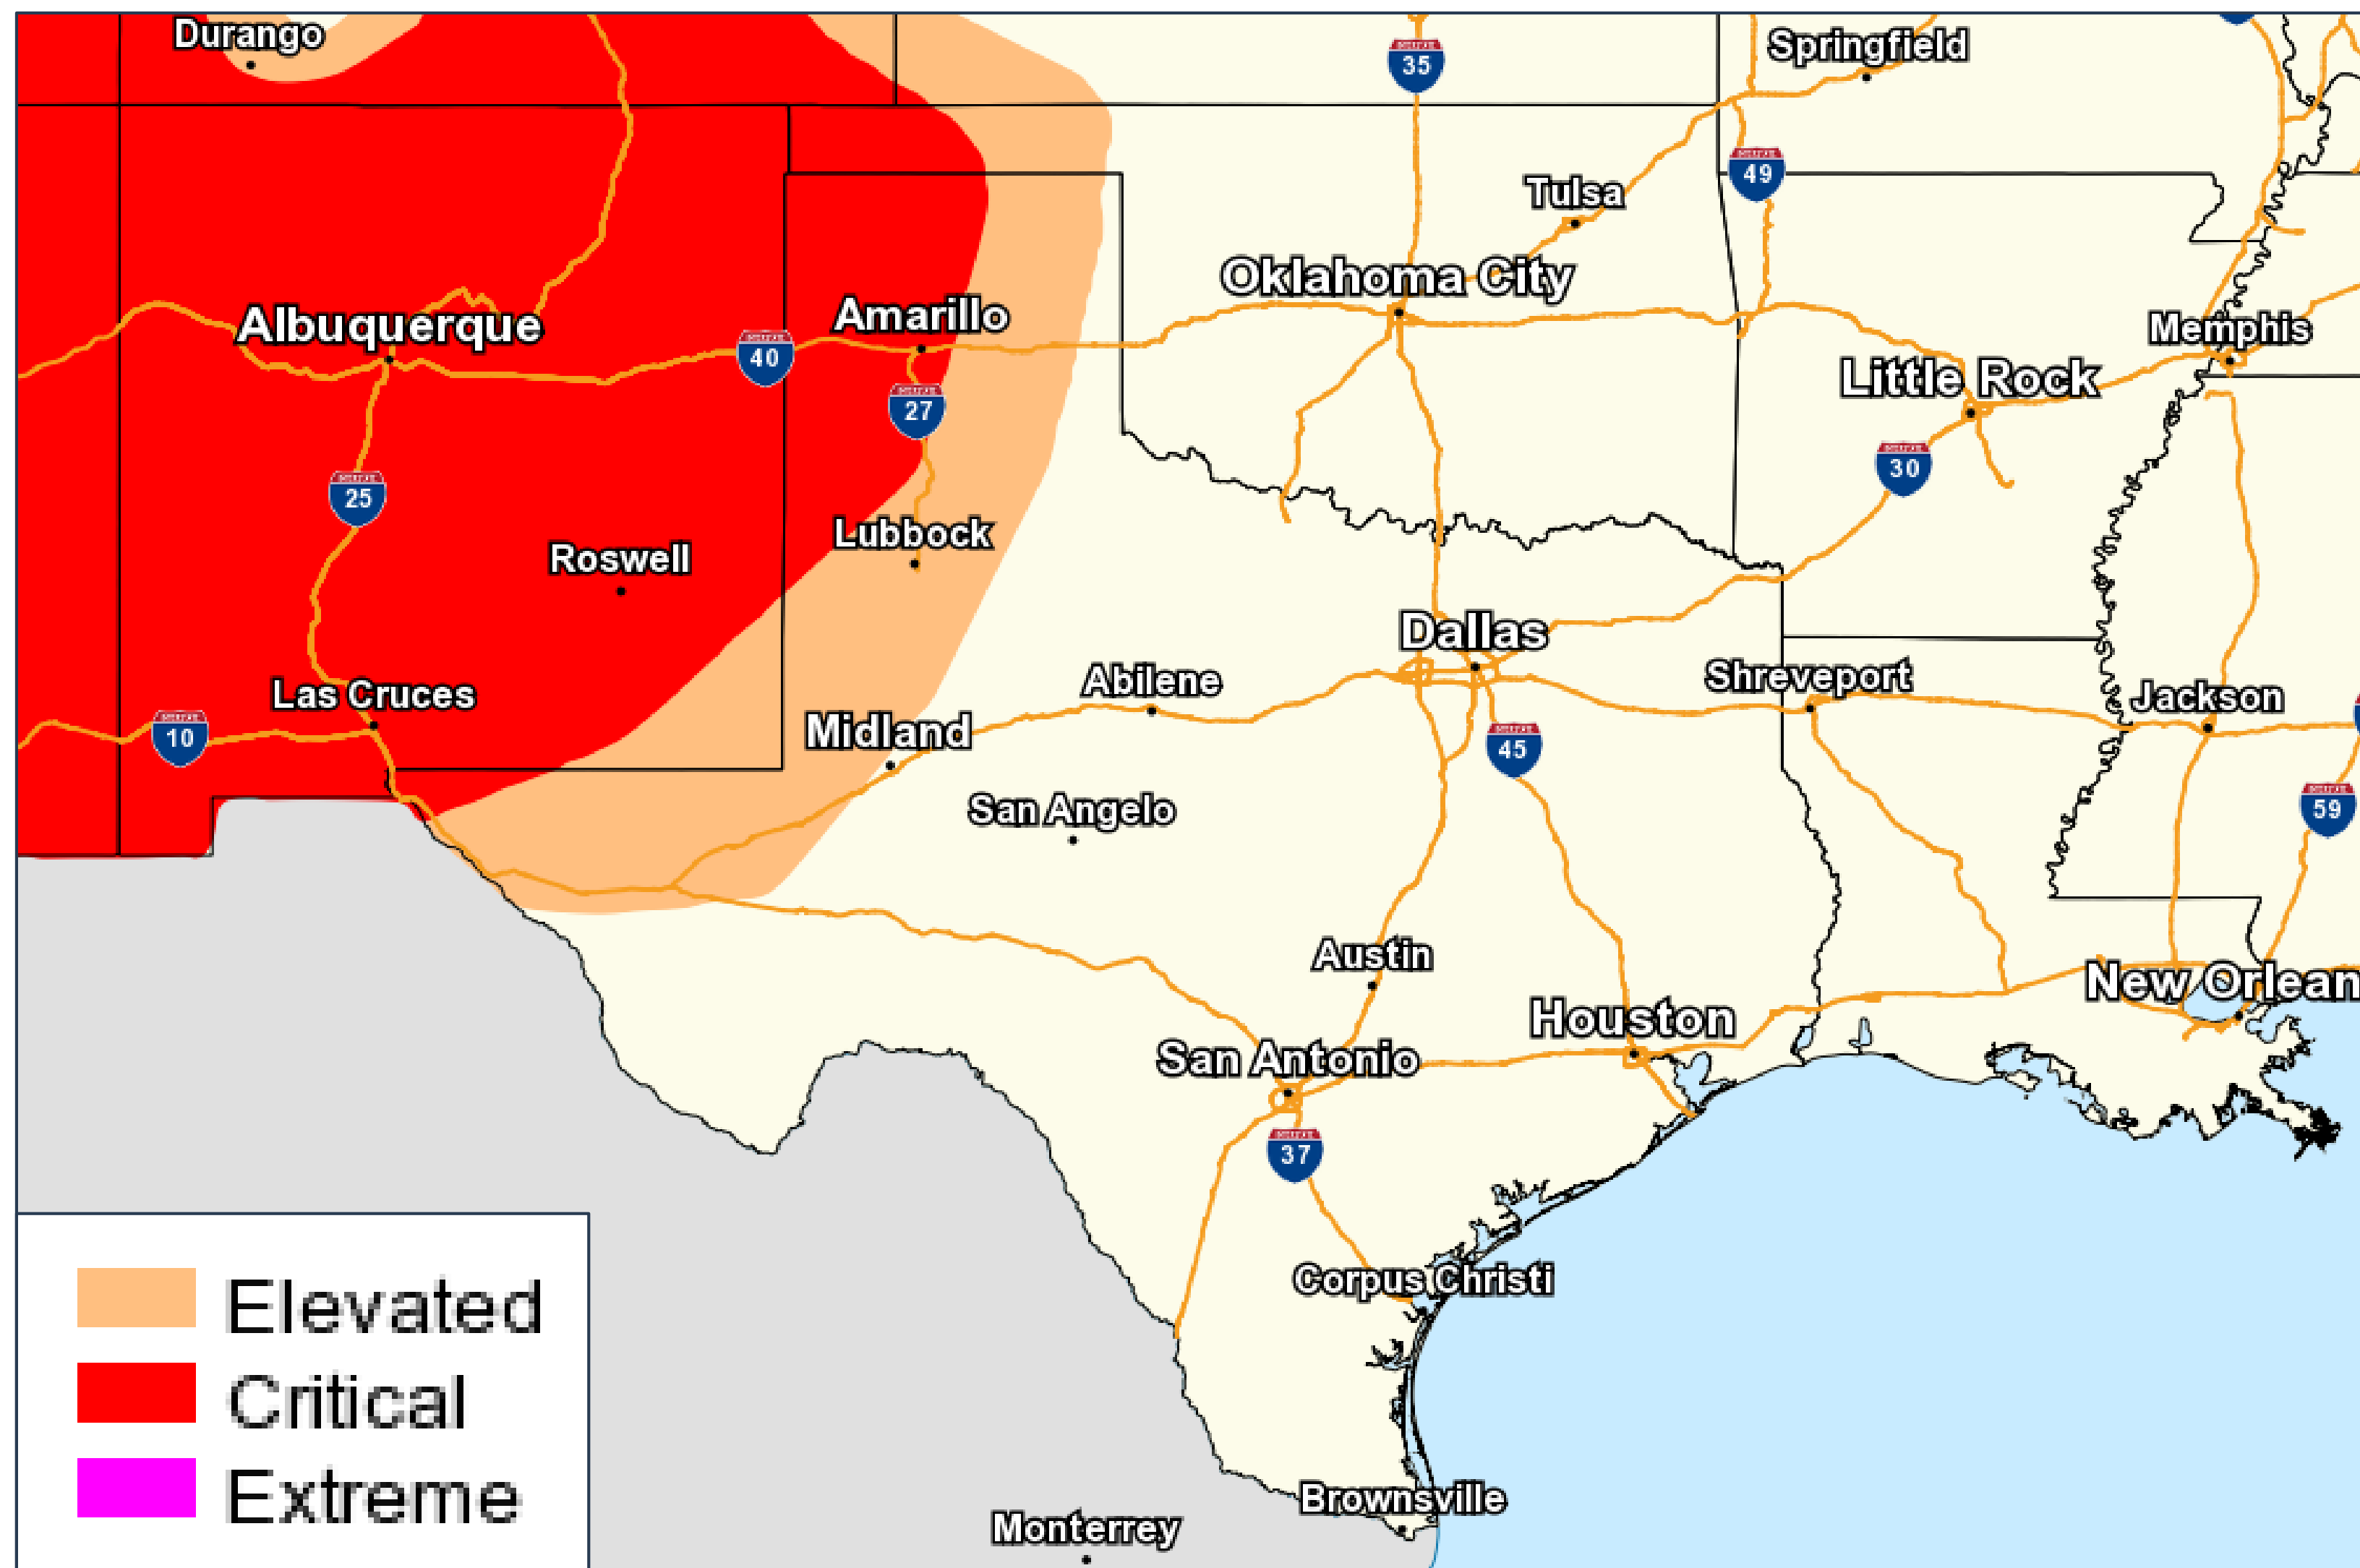 Durango
35
Springfield
49
Tulsa
Oklahoma City
Albuquerque
40
Amarillo
Memphis
Little Rock
27
30
25
Lubbock
Roswell
Dallas
Las Cruces
Abilene
Shreveport
Jackson
10
Midland
45
San Angelo
59
Austin
New Orlean
Houston
San Antonio
37
Corpus Christi
Elevated
Critical
Extreme
Brownsville
Monterrey